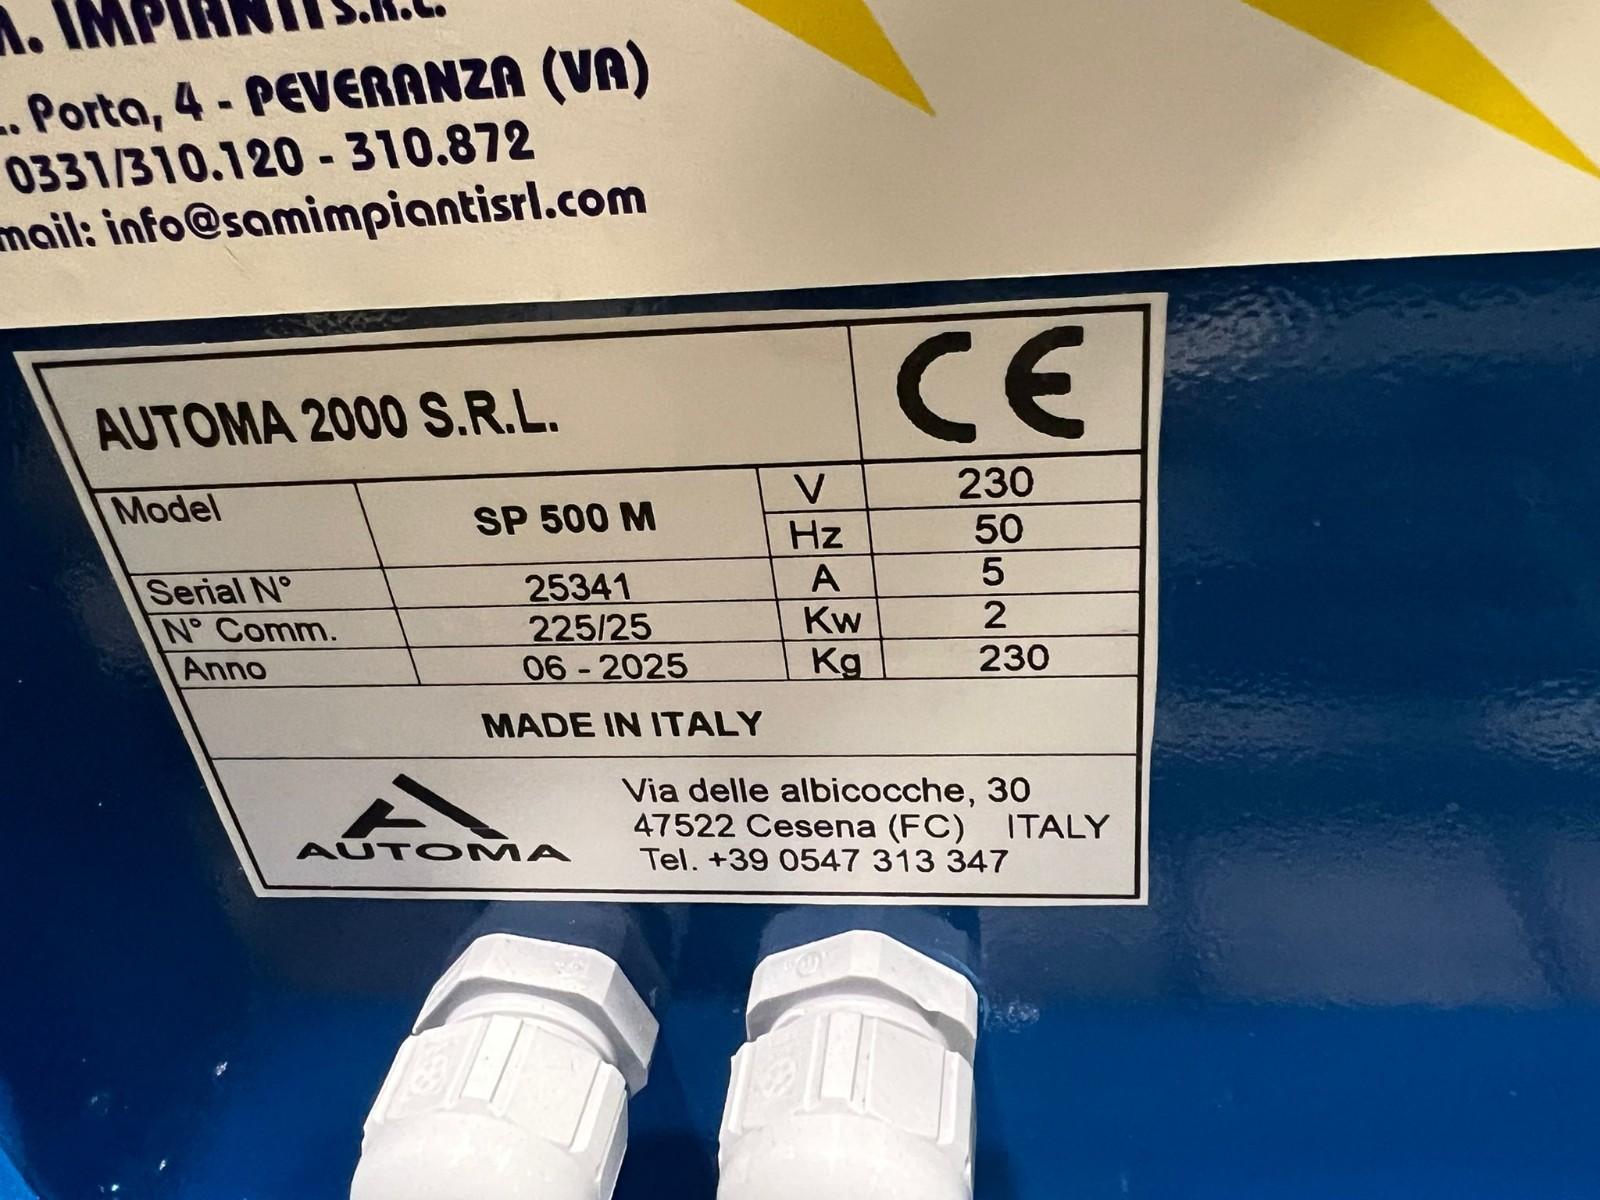 . IMPIANTI S.R.L.
. Porta, 4 - PEVERANZA (VA)
0331/310.120 - 310.872
mail: info@samimpiantisrl.com
AUTOMA 2000 S.R.L.
CE
Model SP 500 M V 230
Hz 50
Serial N° 25341 A 5
N° Comm. 225/25 Kw 2
Anno 06 - 2025 Kg 230
MADE IN ITALY
AUTOMA
Via delle albicocche, 30
47522 Cesena (FC) ITALY
Tel. +39 0547 313 347